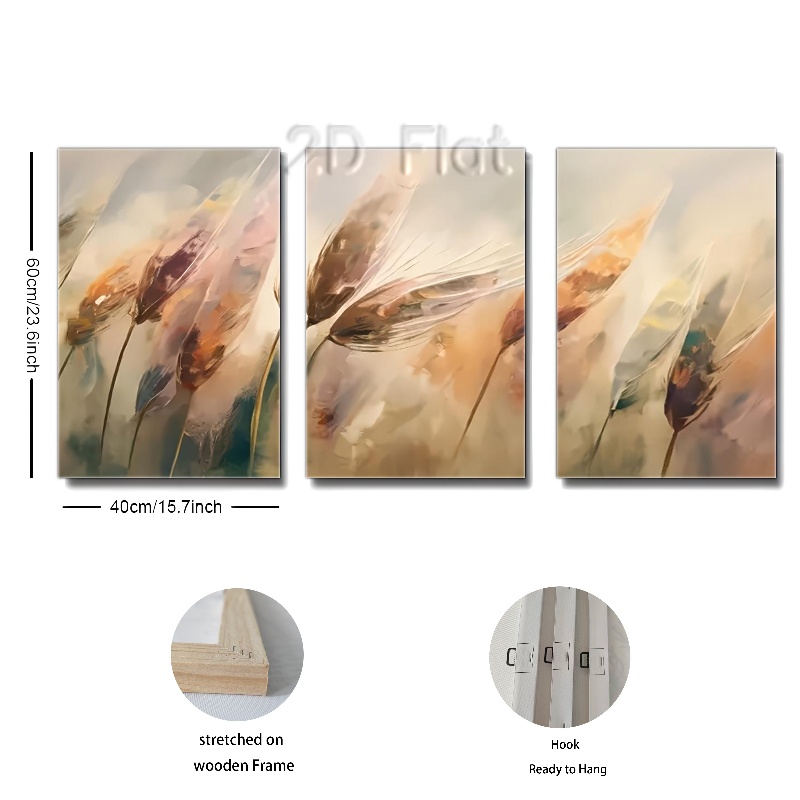 2D Flat
60cm/23.6inch
40cm/15.7inch
stretched on
wooden Frame
Hook
Ready to Hang